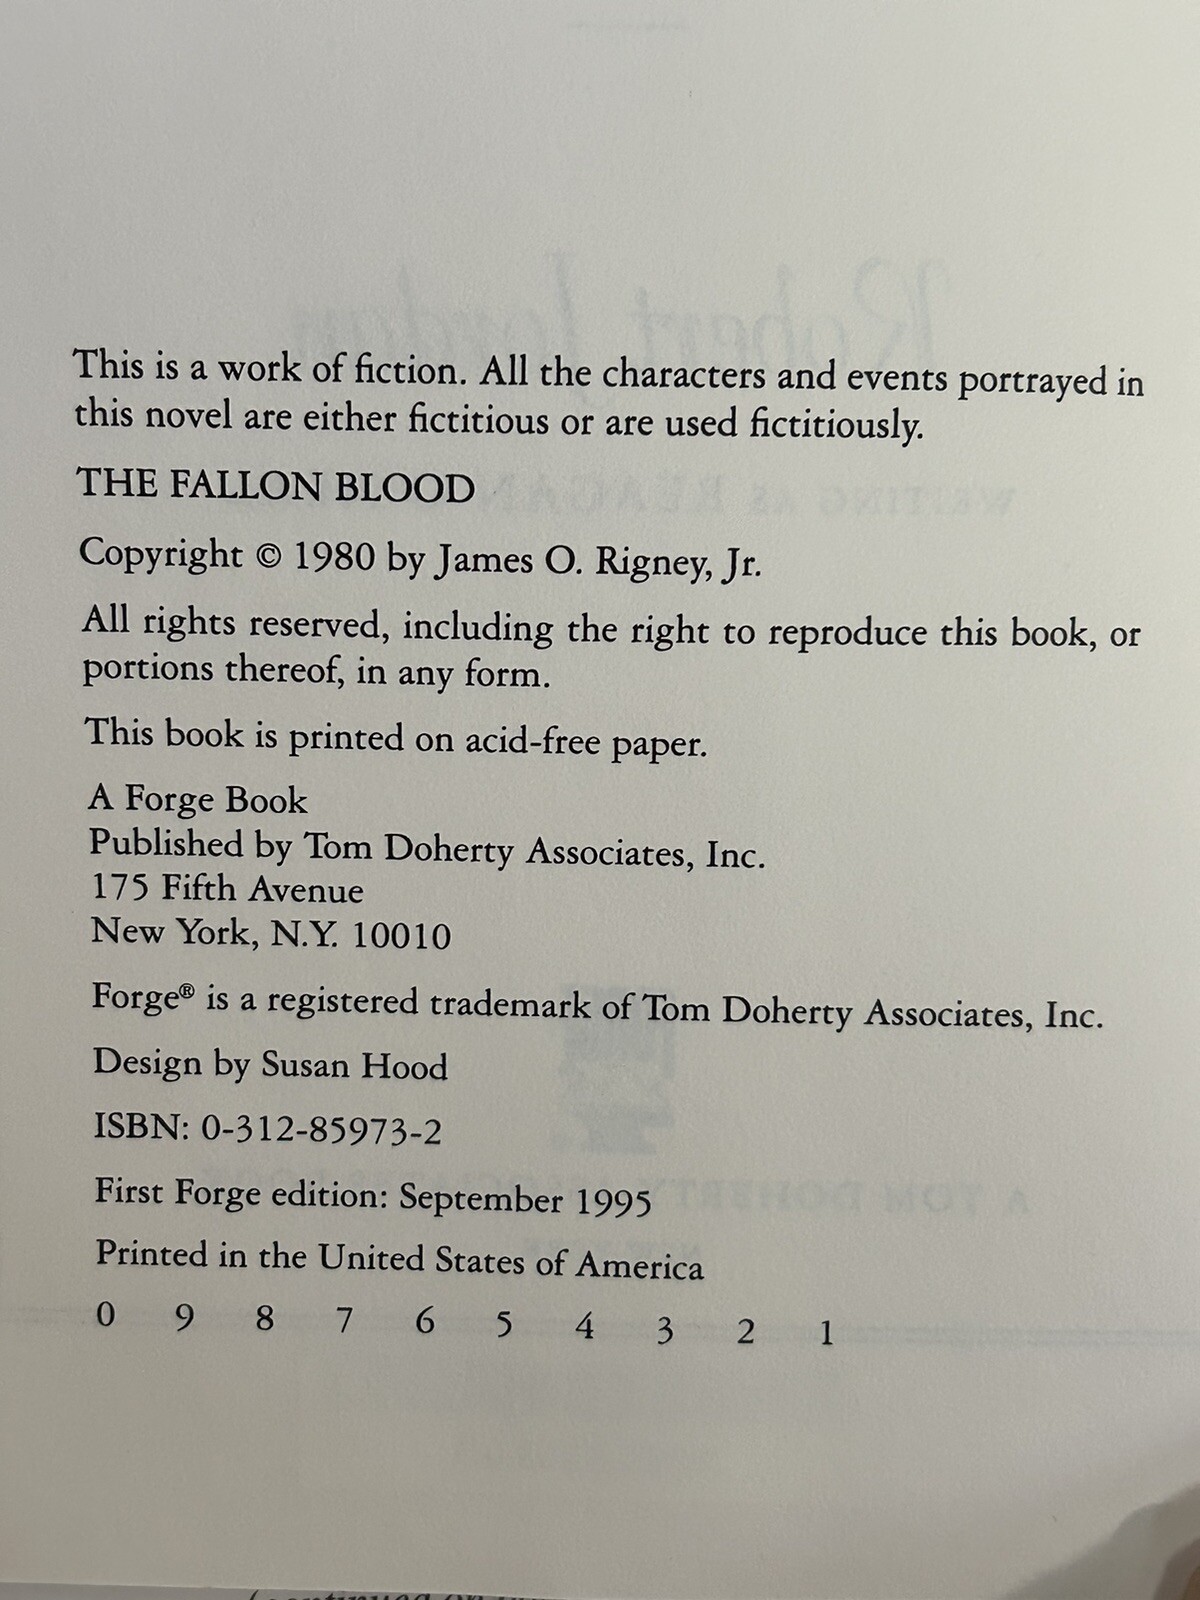 This is a work of fiction. All the characters and events portrayed in
this novel are either fictitious or are used fictitiously.
THE FALLON BLOOD
Copyright © 1980 by James O. Rigney, Jr.
All rights reserved, including the right to reproduce this book, or
portions thereof, in any form.
This book is printed on acid-free paper.
A Forge Book
Published by Tom Doherty Associates, Inc.
175 Fifth Avenue
New York, N.Y. 10010
Forge® is a registered trademark of Tom Doherty Associates, Inc.
Design by Susan Hood
ISBN: 0-312-85973-2
First Forge edition: September 1995
Printed in the United States of America
0 9 8 7 6 5 4 3 2 1